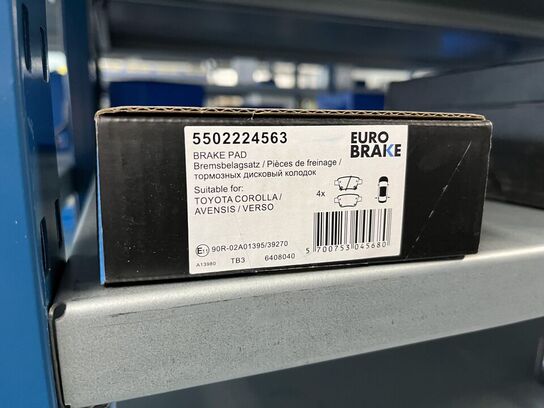 5502224563
EURO
BRAKE
BRAKE PAD
Bremsbelagsatz / Pièces de freinage /
тормозных дисковый колодок
Suitable for:
TOYOTA COROLLA /
AVENSIS / VERSO
4x
90R-02A01395/39270
A13980 TB3 6408040
5 700753 045680